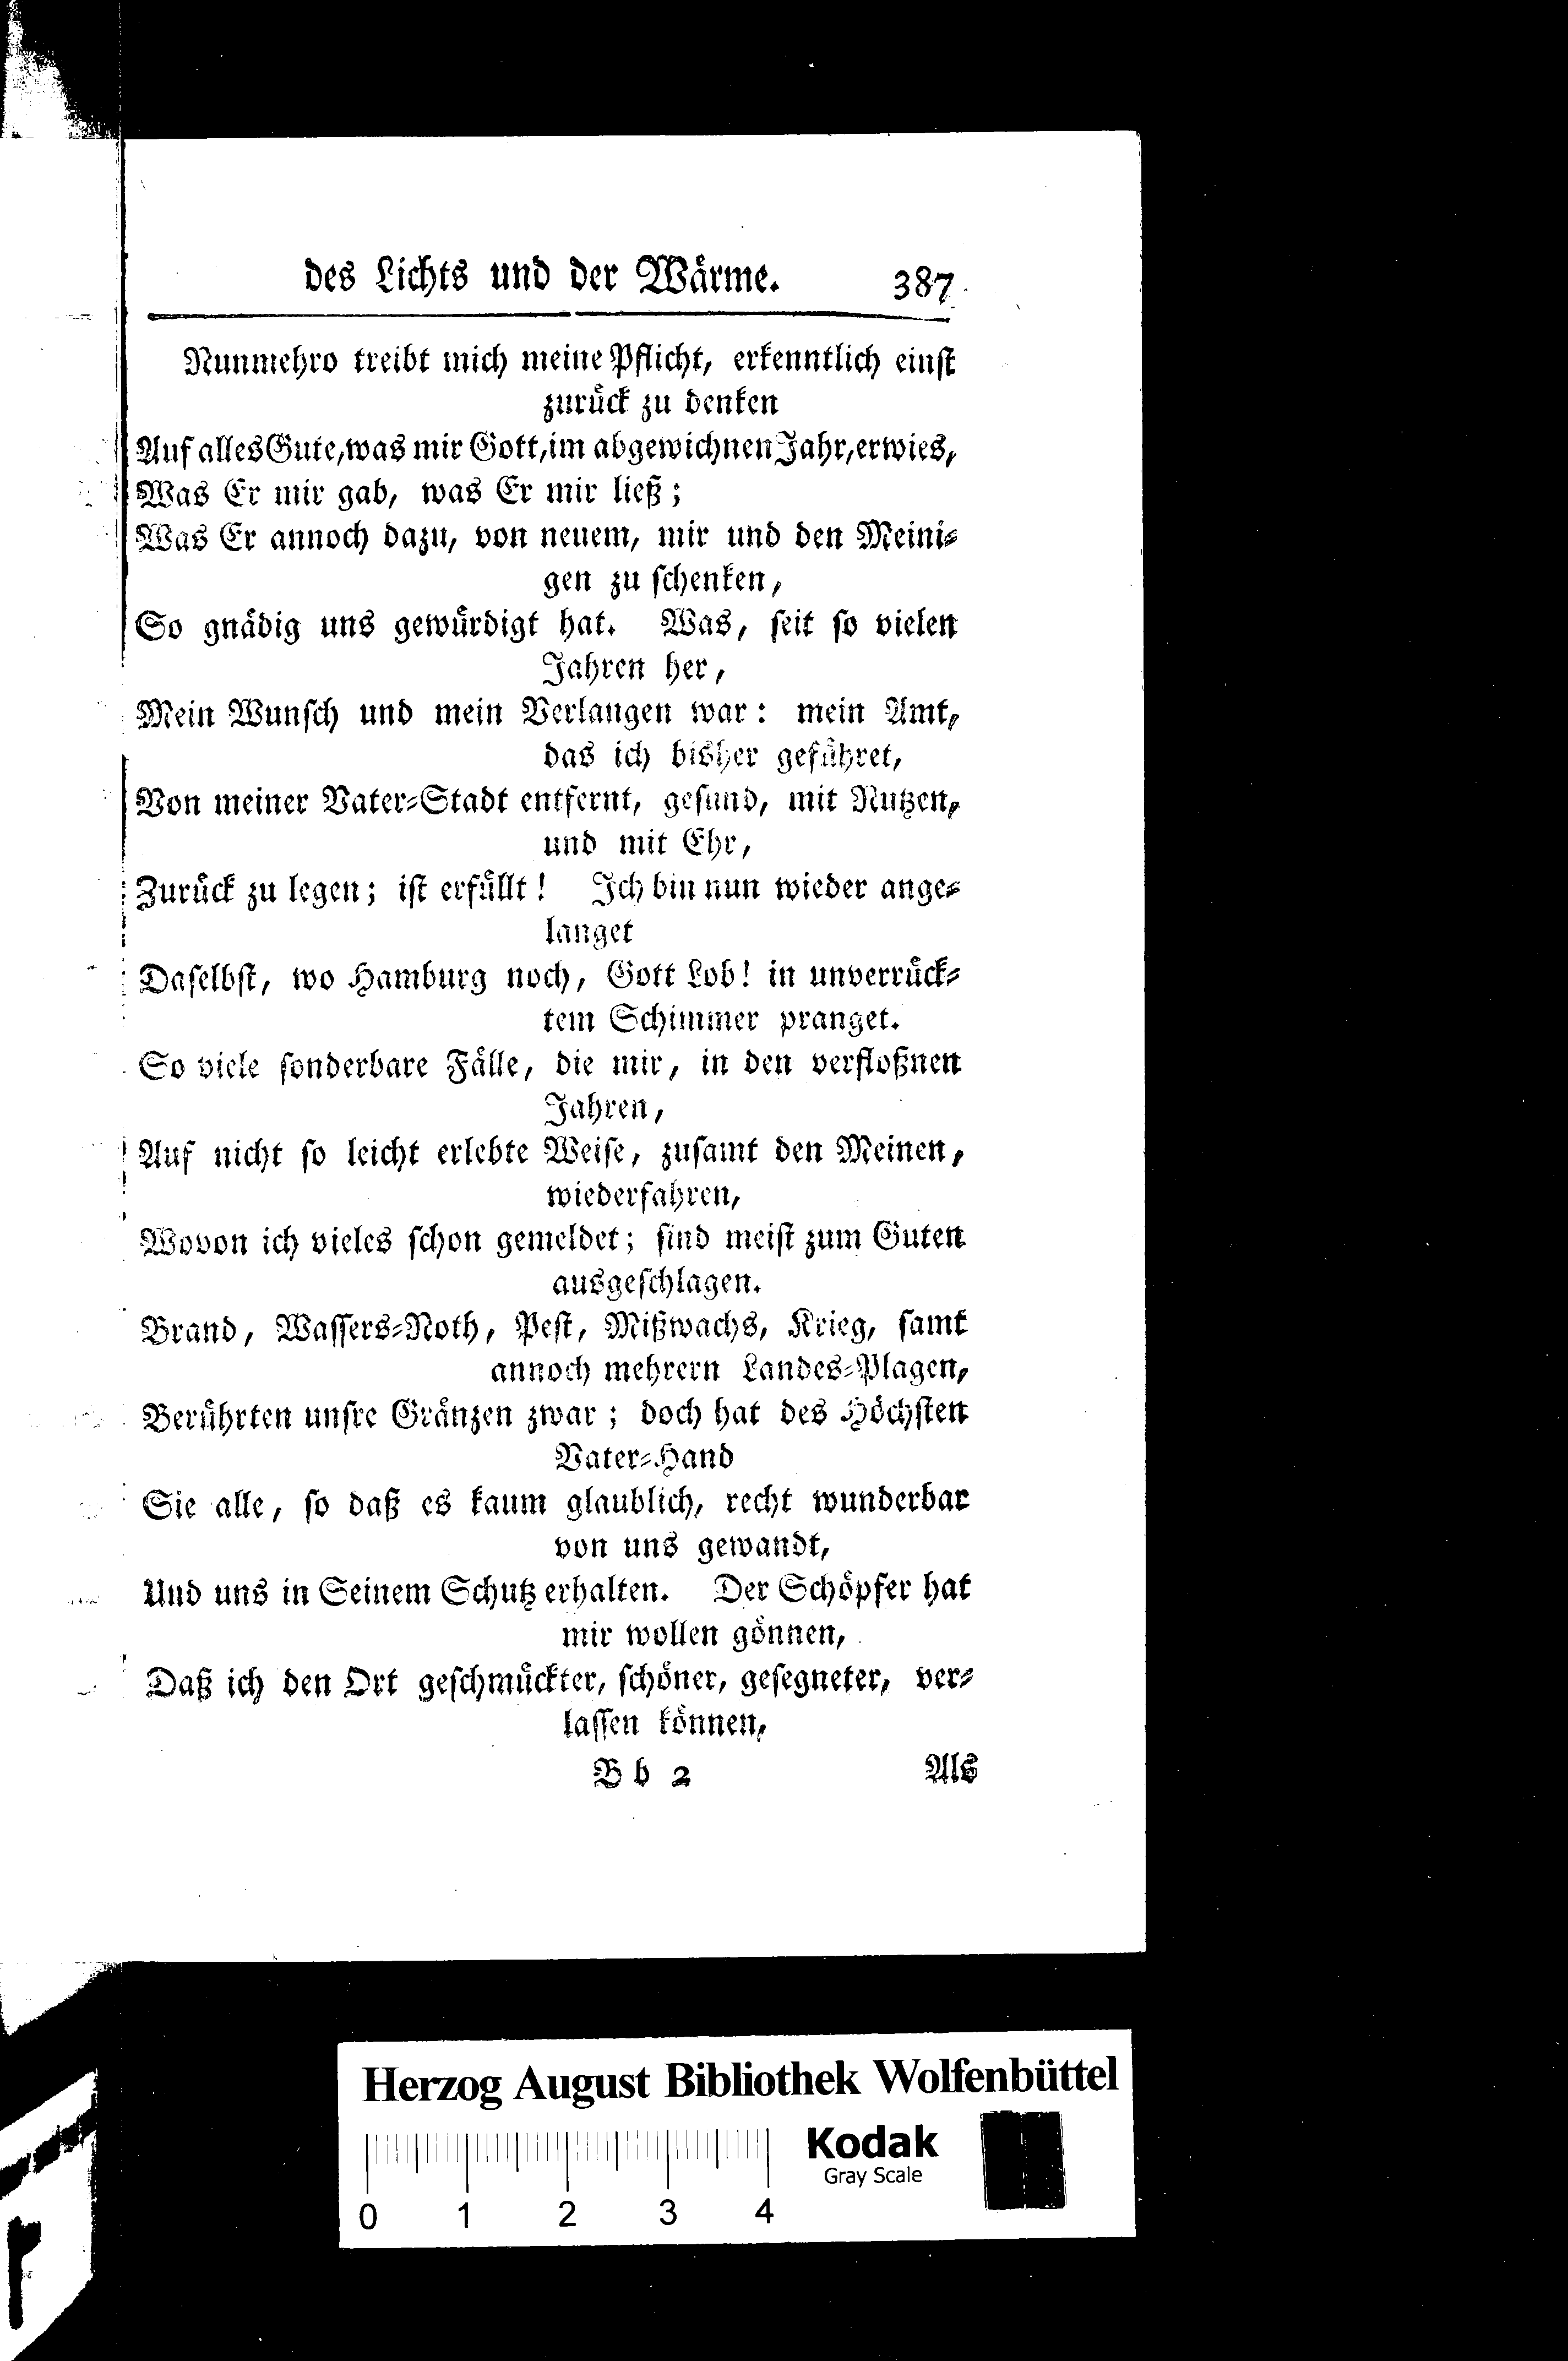 des Lichts und der Wärme. 387
Nunmehro treibt mich meine Pflicht, erkenntlich einst
zurück zu denken
Auf alles Gute, was mir Gott, im abgewichnen Jahr, erwies,
Was Er mir gab, was Er mir ließ;
Was Er annoch dazu, von neuem, mir und den Meini-
gen zu schenken,
So gnädig uns gewürdigt hat. Was, seit so vielen
Jahren her,
Mein Wunsch und mein Verlangen war: mein Amt,
das ich bisher geführet,
Von meiner Vater-Stadt entfernt, gesund, mit Nutzen,
und mit Ehr,
Zurück zu legen; ist erfüllt! Ich bin nun wieder ange-
langet
Daselbst, wo Hamburg noch, Gott Lob! in unverrück-
tem Schimmer pranget.
So viele sonderbare Fälle, die mir, in den verfloßnen
Jahren,
Auf nicht so leicht erlebte Weise, zusamt den Meinen,
wiederfahren,
Wovon ich vieles schon gemeldet; sind meist zum Guten
ausgeschlagen.
Brand, Wassers-Noth, Pest, Mißwachs, Krieg, samt
annoch mehrern Landes-Plagen,
Berührten unsre Gränzen zwar; doch hat des Höchsten
Vater-Hand
Sie alle, so daß es kaum glaublich, recht wunderbar
von uns gewandt,
Und uns in Seinem Schutz erhalten. Der Schöpfer hat
mir wollen gönnen,
Daß ich den Ort geschmückter, schöner, gesegneter, ver-
lassen können,
B b 2 Als
Herzog August Bibliothek Wolfenbüttel
Kodak
Gray Scale
0 1 2 3 4